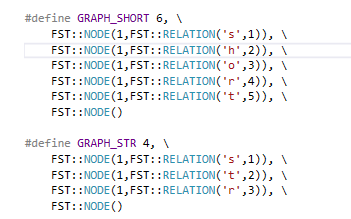 #define GRAPH_SHORT 6, \
FST::NODE(1,FST::RELATION('s',1)), \
FST::NODE(1,FST::RELATION('h',2)), \
FST::NODE(1,FST::RELATION('o',3)), \
FST::NODE(1,FST::RELATION('r',4)), \
FST::NODE(1,FST::RELATION('t',5)), \
FST::NODE()
#define GRAPH_STR 4, \
FST::NODE(1,FST::RELATION('s',1)), \
FST::NODE(1,FST::RELATION('t',2)), \
FST::NODE(1,FST::RELATION('r',3)), \
FST::NODE()